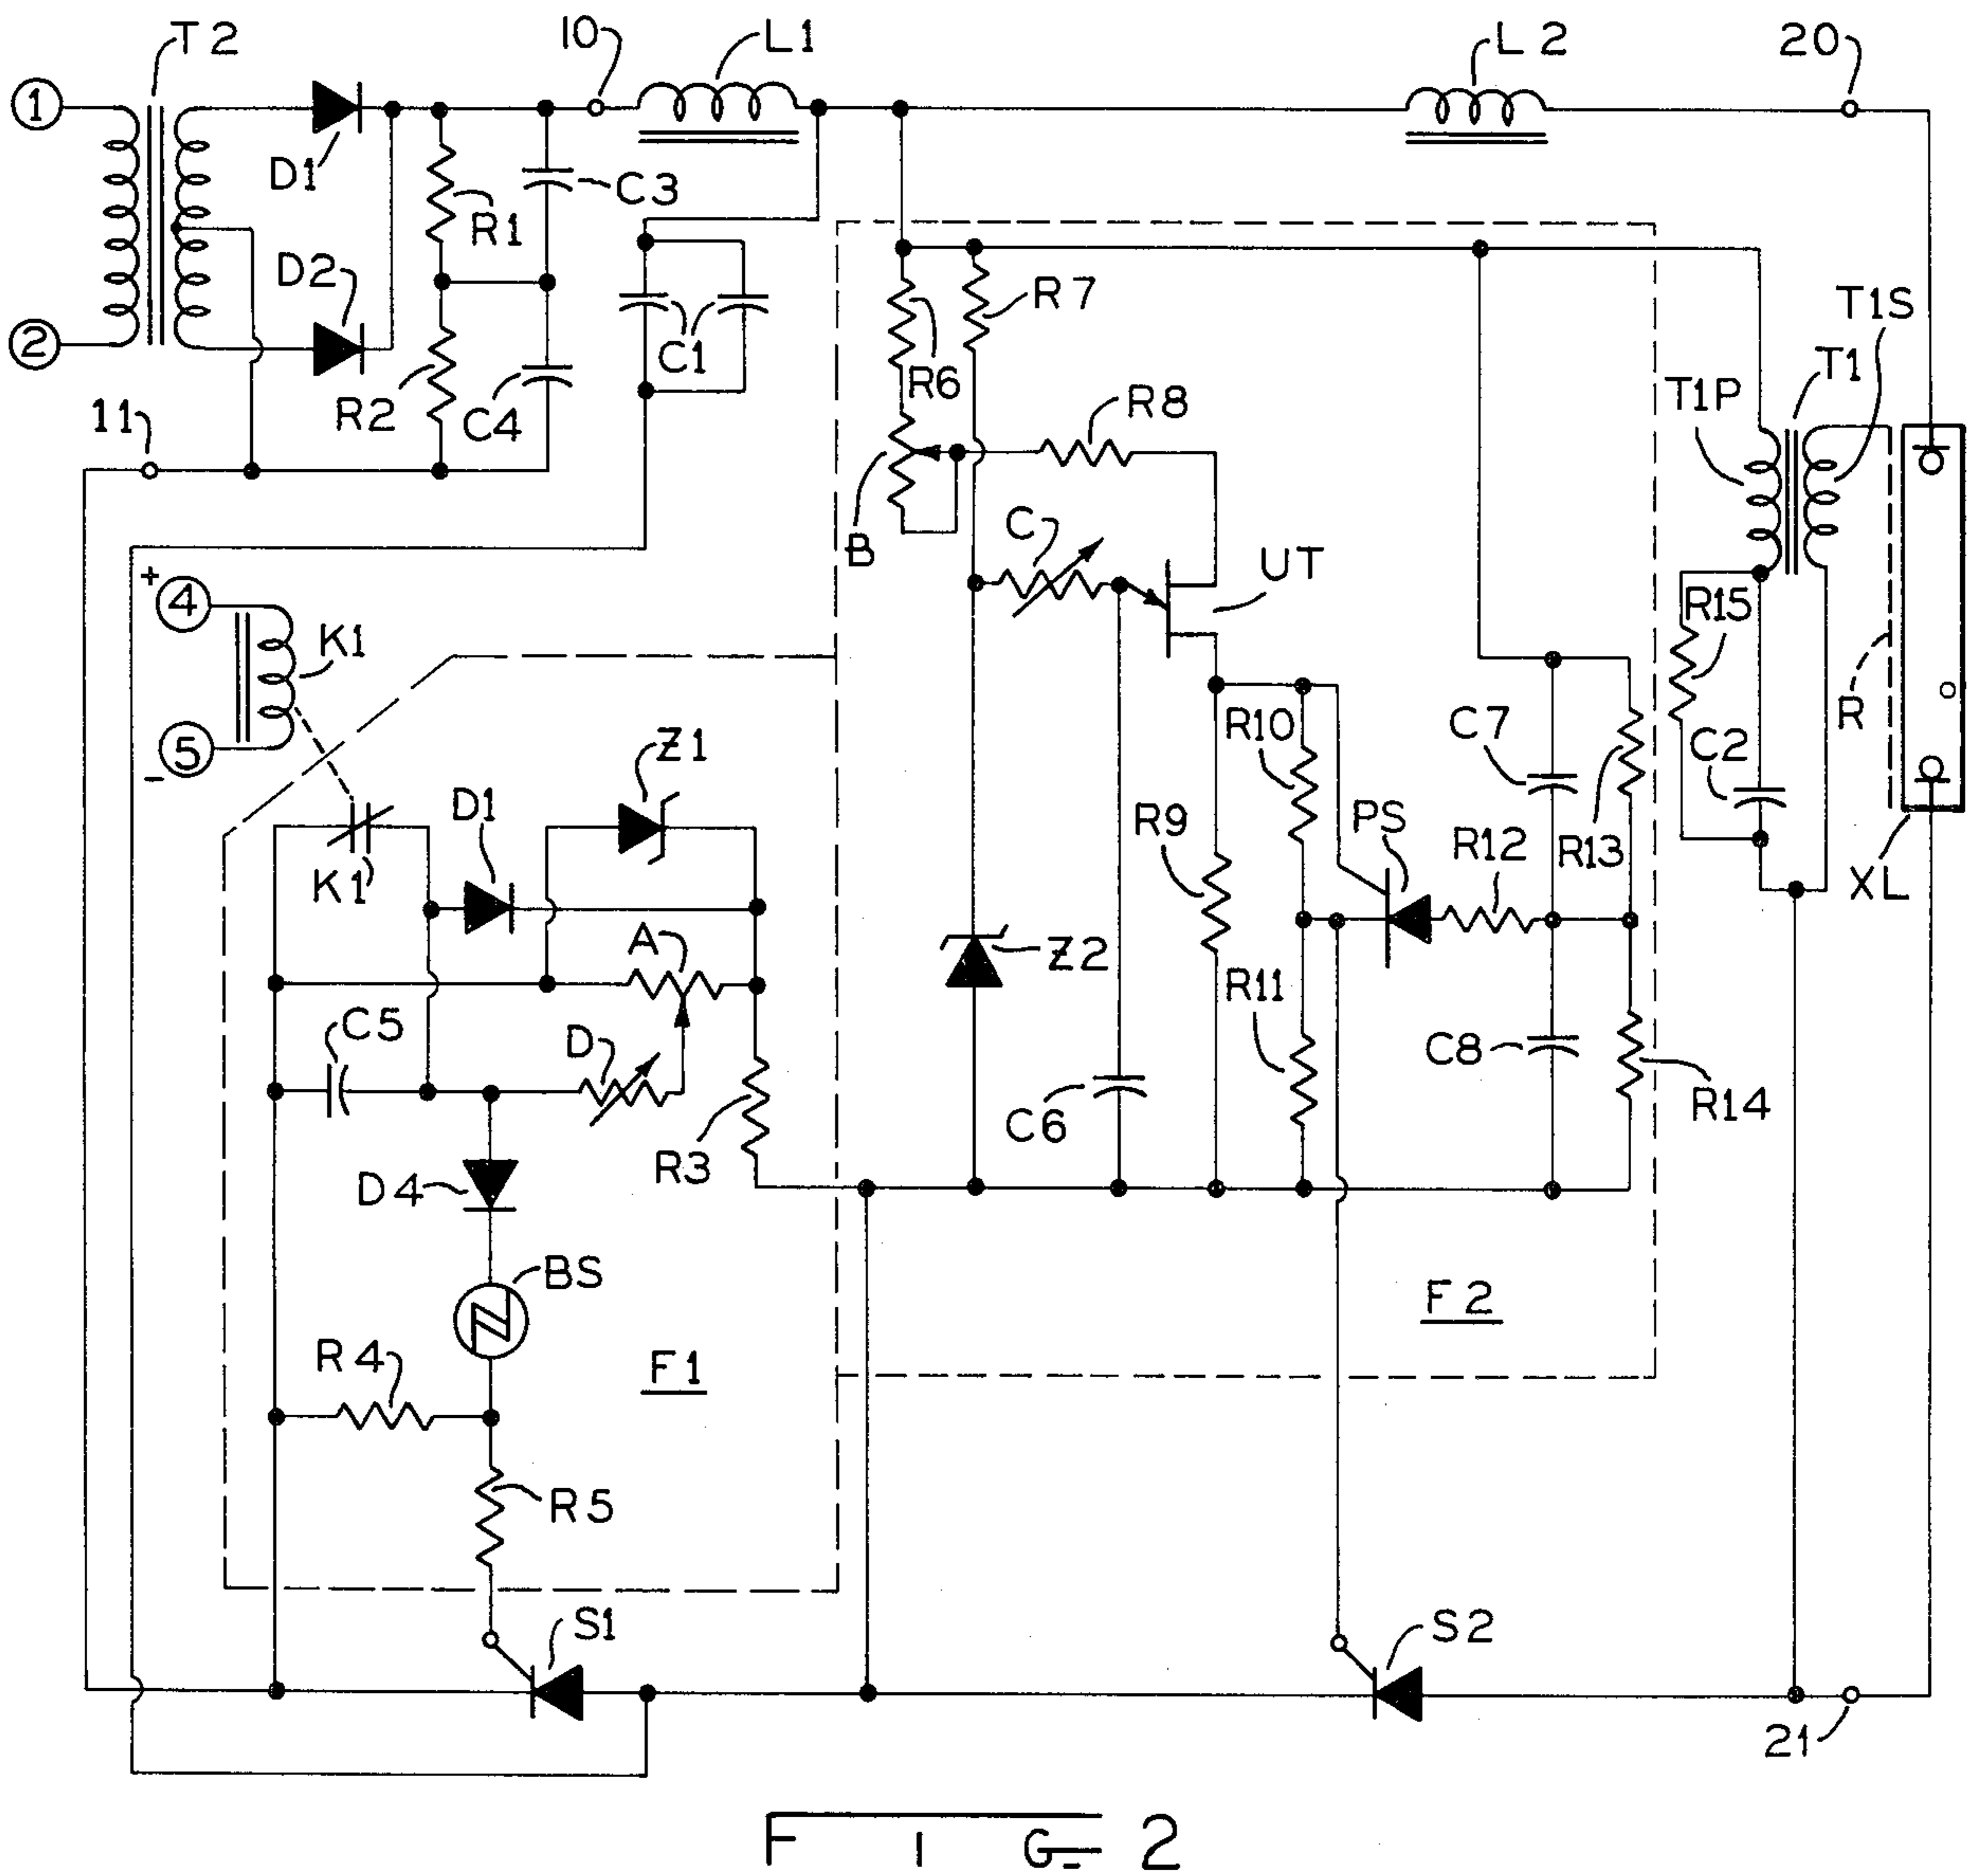 T2
10
L1
L2
20
1
D1
R1
C3
D2
2
R2
C4
C1
11
R7
R6
R8
B
C
UT
T1S
T1
T1P
R15
R
C2
XL
+
4
K1
5
-
K1
D1
Z1
A
C5
D
R3
D4
BS
R4
R5
F1
R10
R9
PS
R12
C7
R13
Z2
R11
C8
C6
R14
F2
S1
S2
21
FIG_ 2